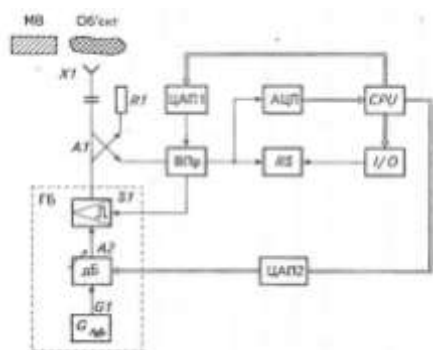 МВ Об'єкт
X1
R1
ЦАП1
АЦП
CPU
A1
ВПр
RS
I/O
ГБ
S1
A2
дБ
ЦАП2
G1
G